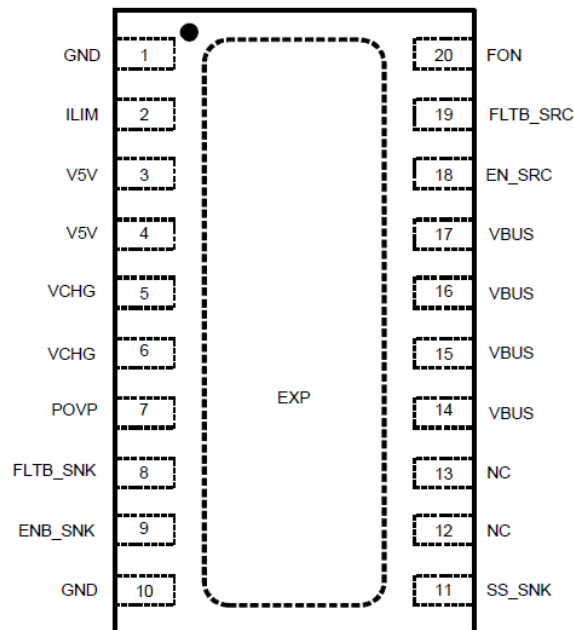 GND 1 20 FON
ILIM 2 19 FLTB_SRC
V5V 3 18 EN_SRC
V5V 4 17 VBUS
VCHG 5 16 VBUS
VCHG 6 15 VBUS
EXP
POVP 7 14 VBUS
FLTB_SNK 8 13 NC
ENB_SNK 9 12 NC
GND 10 11 SS_SNK